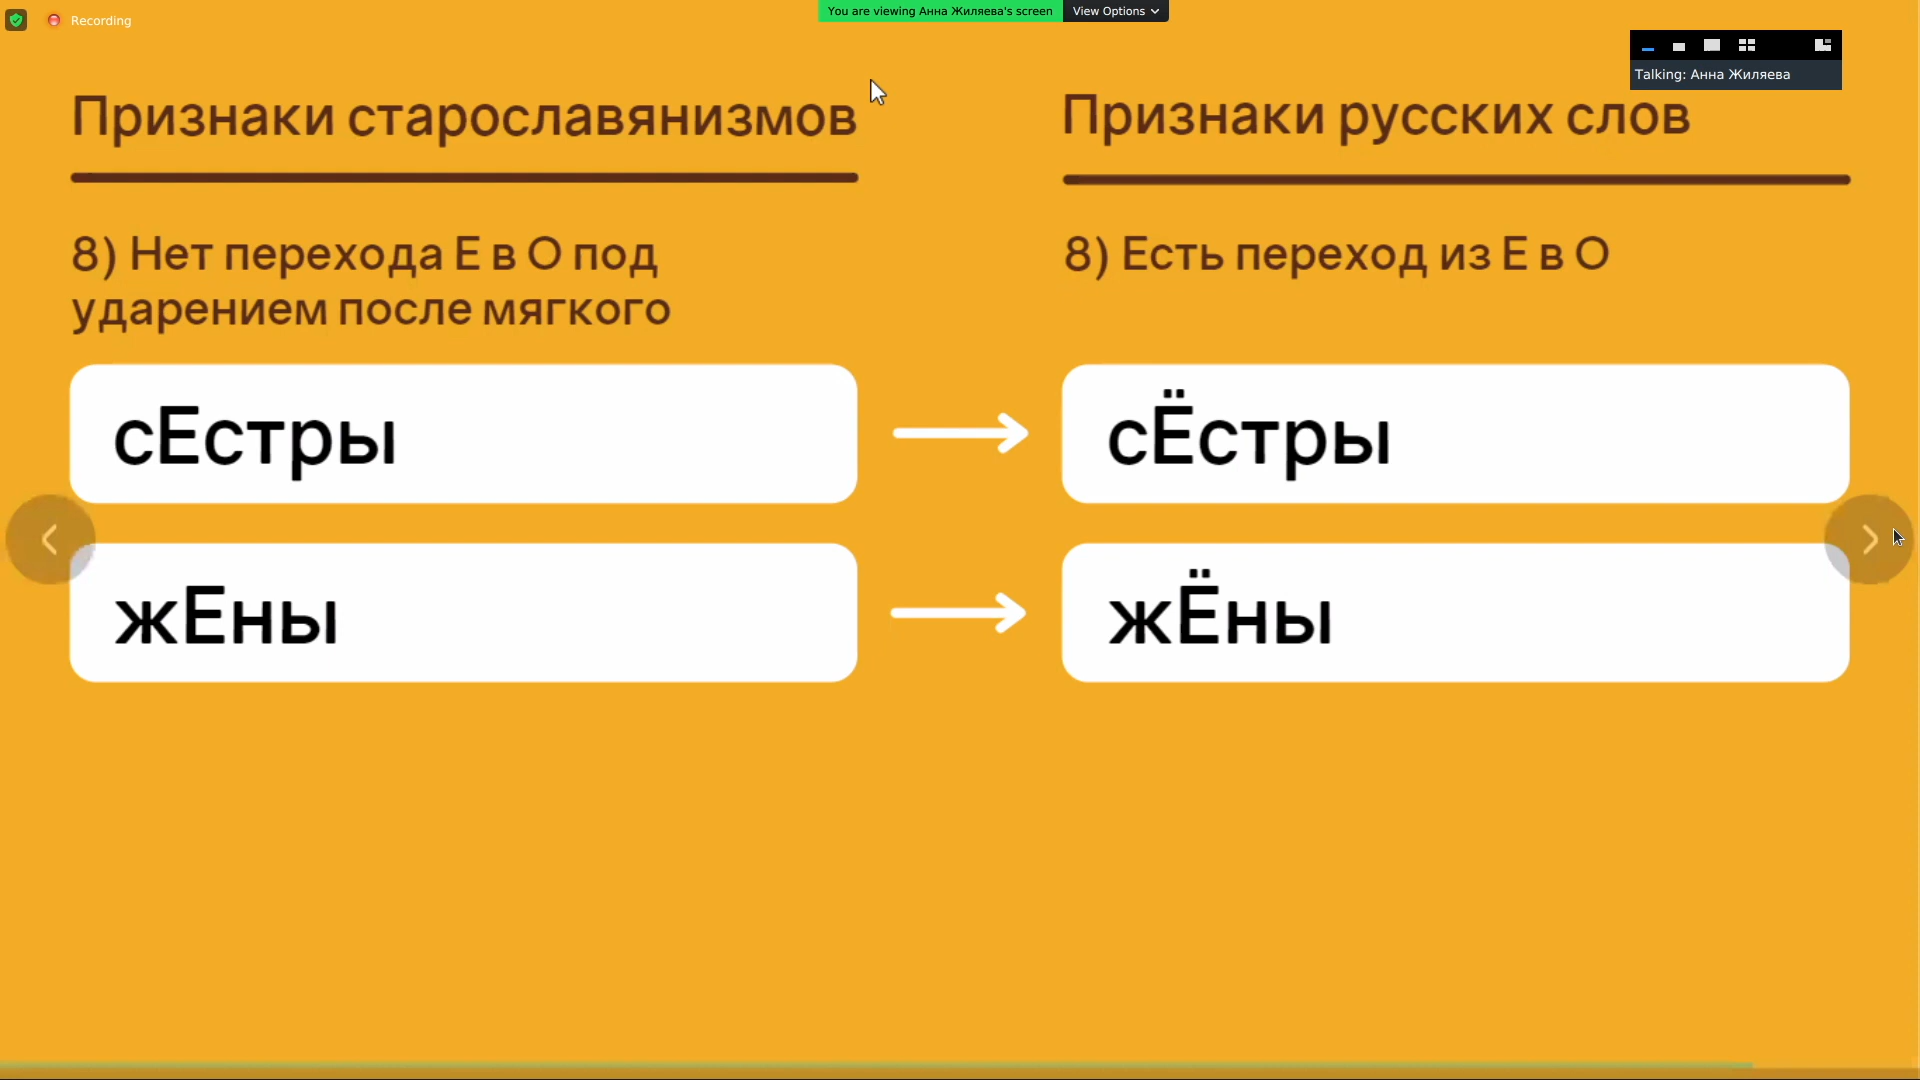 Recording
You are viewing Анна Жиляева's screen
View Options
Talking: Анна Жиляева
Признаки старославянизмов
8) Нет перехода Е в О под
ударением после мягкого
сЕстры
жЕны
Признаки русских слов
8) Есть переход из Е в О
сЁстры
жЁны